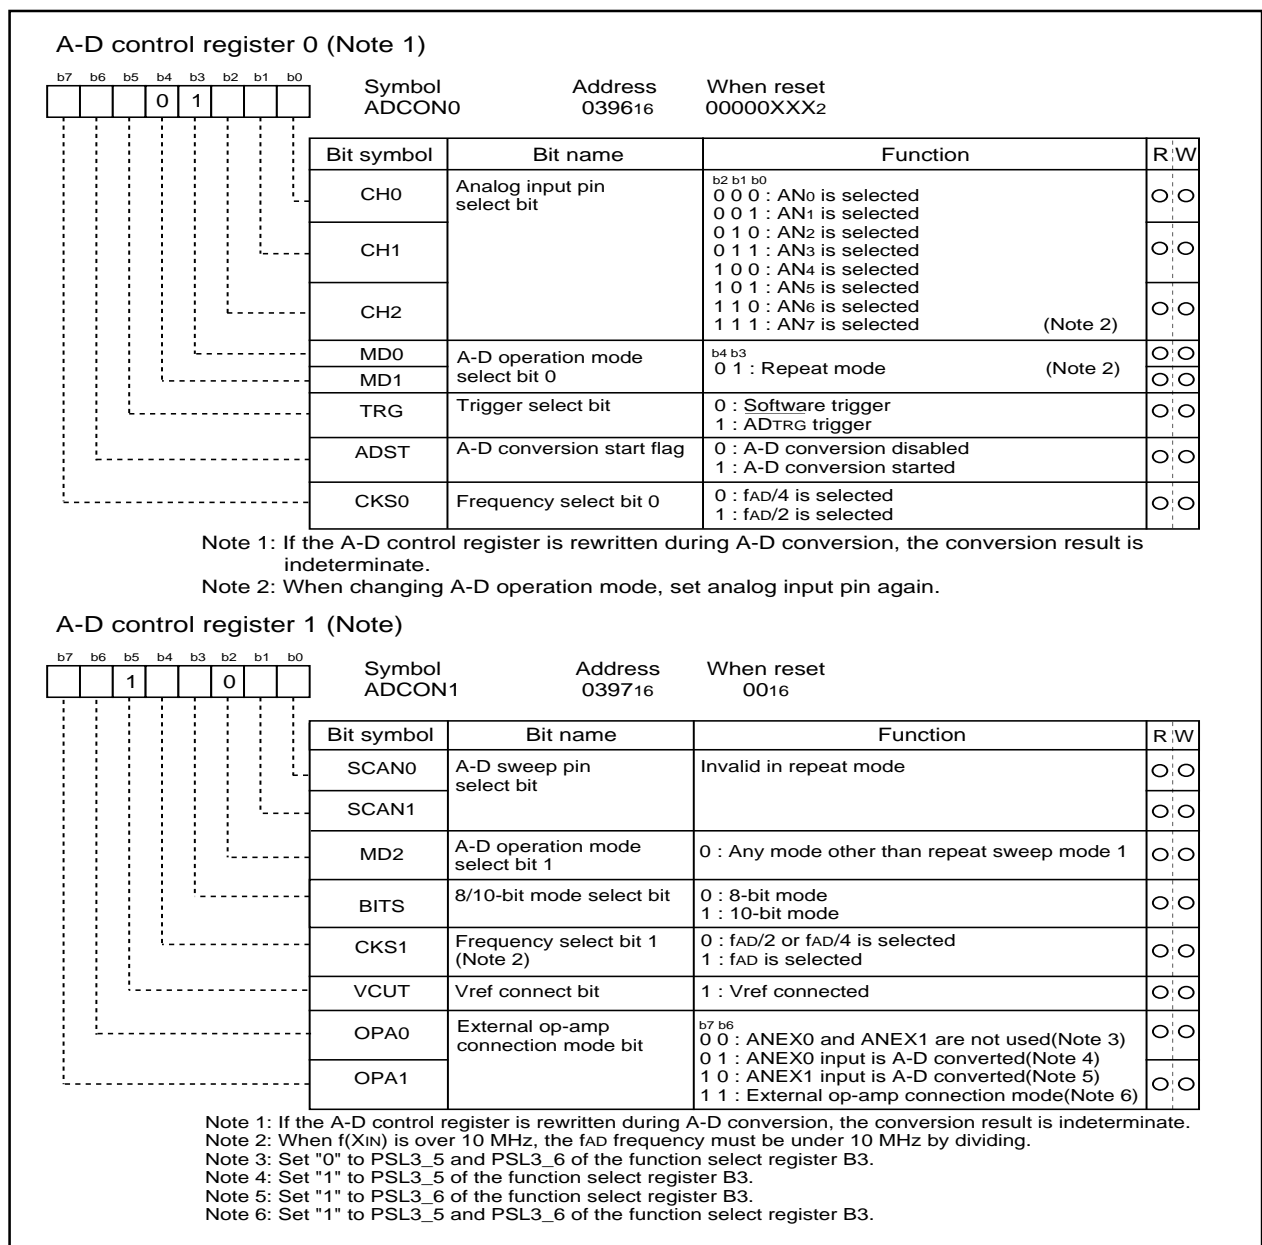 A-D control register 0 (Note 1)
b7 b6 b5 b4 b3 b2 b1 b0
0 1
Symbol Address When reset
ADCON0 039616 00000XXX2
Bit symbol Bit name Function R W
CH0 Analog input pin select bit
b2 b1 b0
0 0 0 : AN0 is selected
0 0 1 : AN1 is selected
CH1
0 1 0 : AN2 is selected
0 1 1 : AN3 is selected
1 0 0 : AN4 is selected
1 0 1 : AN5 is selected
CH2
1 1 0 : AN6 is selected
1 1 1 : AN7 is selected (Note 2)
MD0 A-D operation mode select bit 0
b4 b3
0 1 : Repeat mode (Note 2)
MD1
TRG Trigger select bit
0 : Software trigger
1 : ADTRG trigger
ADST A-D conversion start flag
0 : A-D conversion disabled
1 : A-D conversion started
CKS0 Frequency select bit 0
0 : fAD/4 is selected
1 : fAD/2 is selected
Note 1: If the A-D control register is rewritten during A-D conversion, the conversion result is
indeterminate.
Note 2: When changing A-D operation mode, set analog input pin again.
A-D control register 1 (Note)
b7 b6 b5 b4 b3 b2 b1 b0
1 0
Symbol Address When reset
ADCON1 039716 0016
Bit symbol Bit name Function R W
SCAN0 A-D sweep pin select bit Invalid in repeat mode
SCAN1
MD2 A-D operation mode select bit 1 0 : Any mode other than repeat sweep mode 1
BITS 8/10-bit mode select bit
0 : 8-bit mode
1 : 10-bit mode
CKS1 Frequency select bit 1 (Note 2)
0 : fAD/2 or fAD/4 is selected
1 : fAD is selected
VCUT Vref connect bit 1 : Vref connected
OPA0 External op-amp connection mode bit
b7 b6
0 0 : ANEX0 and ANEX1 are not used(Note 3)
0 1 : ANEX0 input is A-D converted(Note 4)
OPA1
1 0 : ANEX1 input is A-D converted(Note 5)
1 1 : External op-amp connection mode(Note 6)
Note 1: If the A-D control register is rewritten during A-D conversion, the conversion result is indeterminate.
Note 2: When f(XIN) is over 10 MHz, the fAD frequency must be under 10 MHz by dividing.
Note 3: Set "0" to PSL3_5 and PSL3_6 of the function select register B3.
Note 4: Set "1" to PSL3_5 of the function select register B3.
Note 5: Set "1" to PSL3_6 of the function select register B3.
Note 6: Set "1" to PSL3_5 and PSL3_6 of the function select register B3.